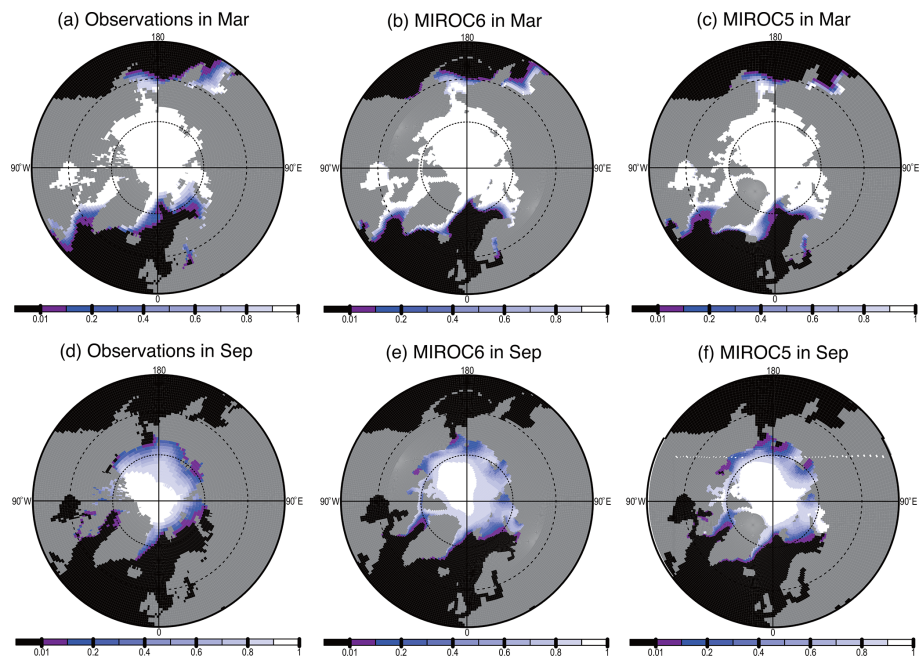 (a) Observations in Mar
(b) MIROC6 in Mar
(c) MIROC5 in Mar
180
180
180
90°W
90°E
90°W
90°E
90°W
90°E
0
0
0
0.01 0.2 0.4 0.6 0.8 1
0.01 0.2 0.4 0.6 0.8 1
0.01 0.2 0.4 0.6 0.8 1
(d) Observations in Sep
(e) MIROC6 in Sep
(f) MIROC5 in Sep
180
180
180
90°W
90°E
90°W
90°E
90°W
90°E
0
0
0
0.01 0.2 0.4 0.6 0.8 1
0.01 0.2 0.4 0.6 0.8 1
0.01 0.2 0.4 0.6 0.8 1